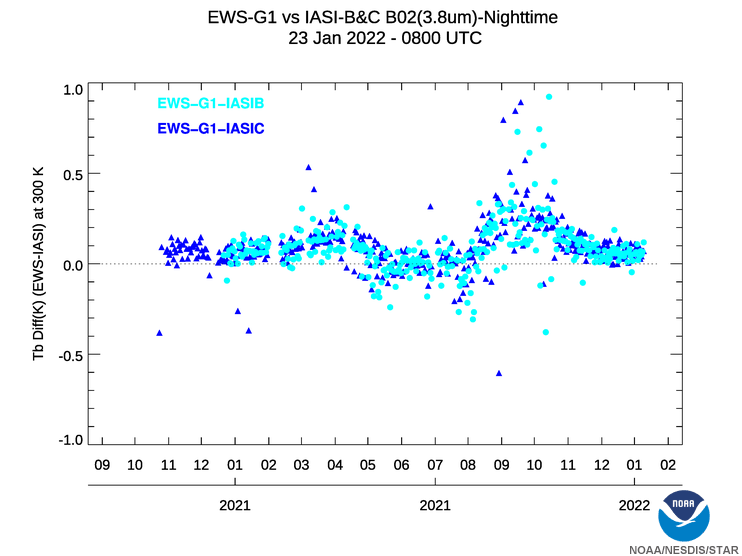 EWS-G1 vs IASI-B&C B02(3.8um)-Nighttime
23 Jan 2022 - 0800 UTC
EWS-G1-IASIB
EWS-G1-IASIC
Tb Diff(K) (EWS-IASI) at 300 K
1.0
0.5
0.0
-0.5
-1.0
09 10 11 12 01 02 03 04 05 06 07 08 09 10 11 12 01 02
2021 2021 2022
NOAA
NOAA/NESDIS/STAR